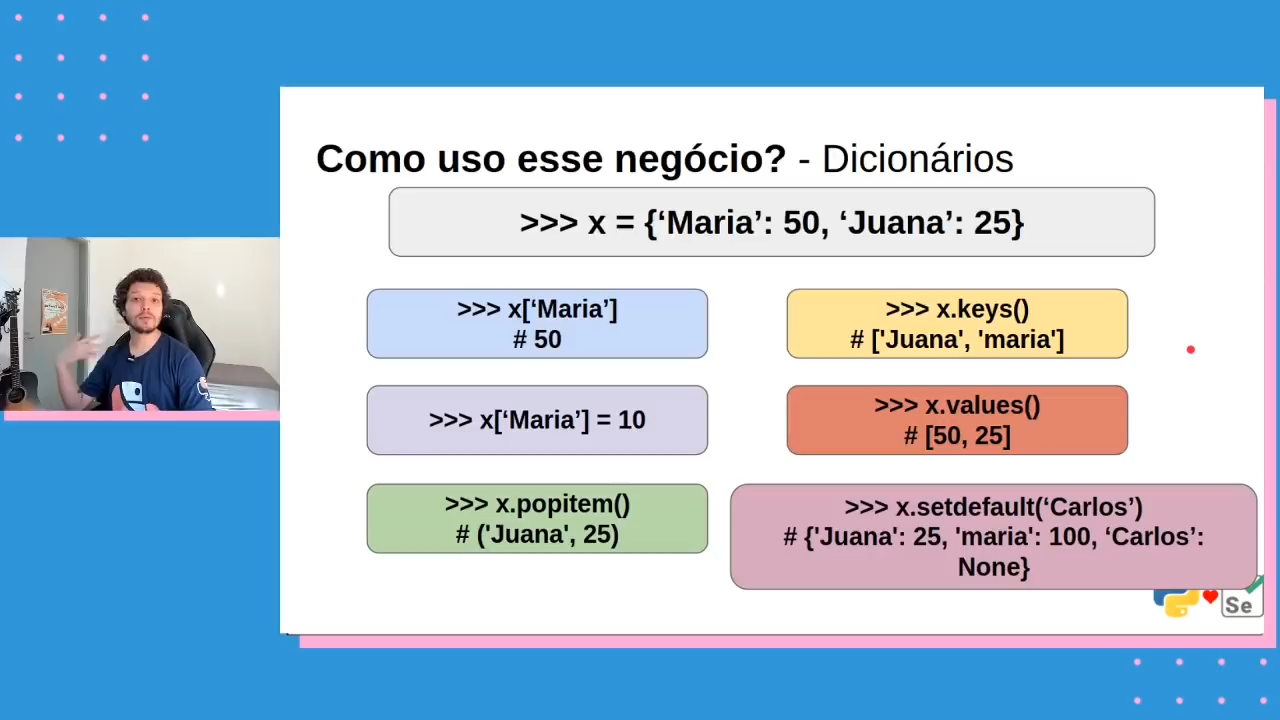 Como uso esse negócio? - Dicionários
>>> x = {‘Maria’: 50, ‘Juana’: 25}
>>> x[‘Maria’]
# 50
>>> x.keys()
# ['Juana', 'maria']
>>> x[‘Maria’] = 10
>>> x.values()
# [50, 25]
>>> x.popitem()
# ('Juana', 25)
>>> x.setdefault(‘Carlos’)
# {'Juana': 25, 'maria': 100, ‘Carlos’:
None}
Se